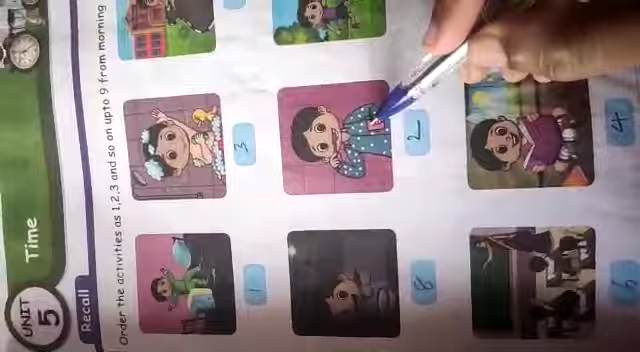 UNIT
5
Time
Recall
Order the activities as 1,2,3 and so on upto 9 from morning
1
3
8
2
4